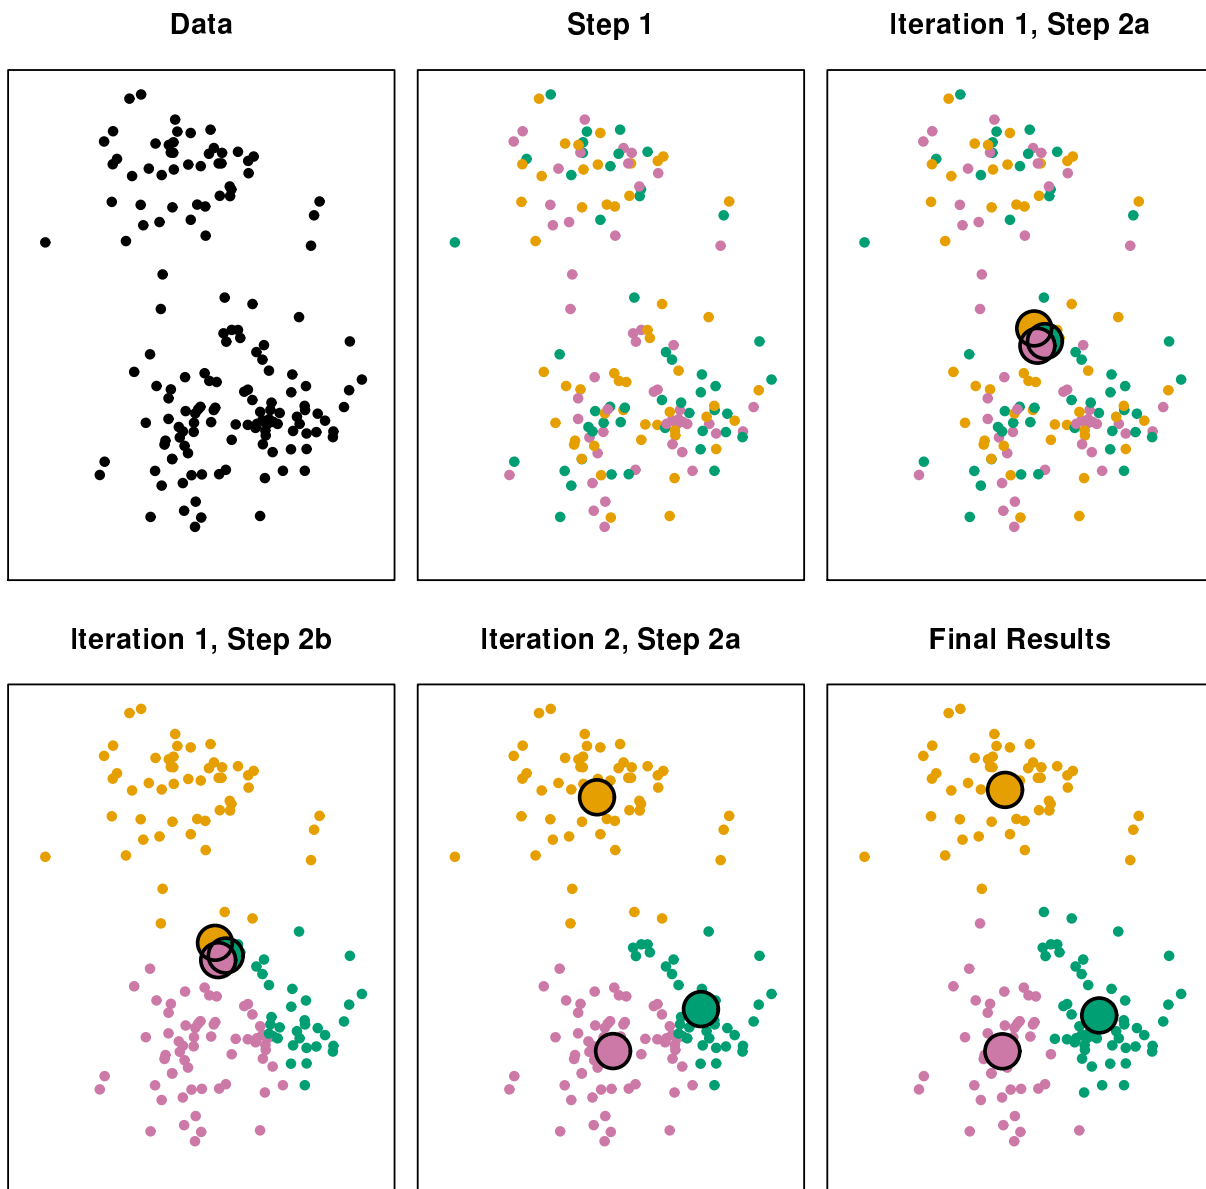 Data
Step 1
Iteration 1, Step 2a
Iteration 1, Step 2b
Iteration 2, Step 2a
Final Results